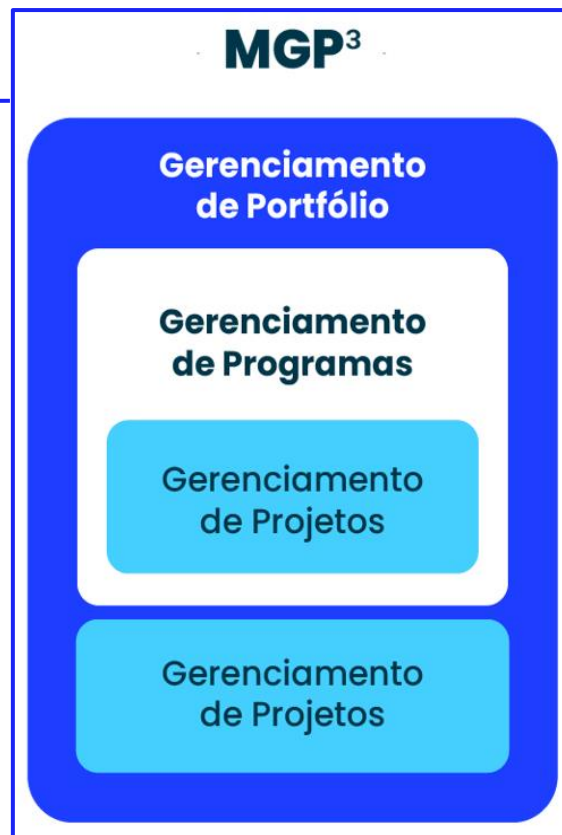 MGP³
Gerenciamento
de Portfólio
Gerenciamento
de Programas
Gerenciamento
de Projetos
Gerenciamento
de Projetos